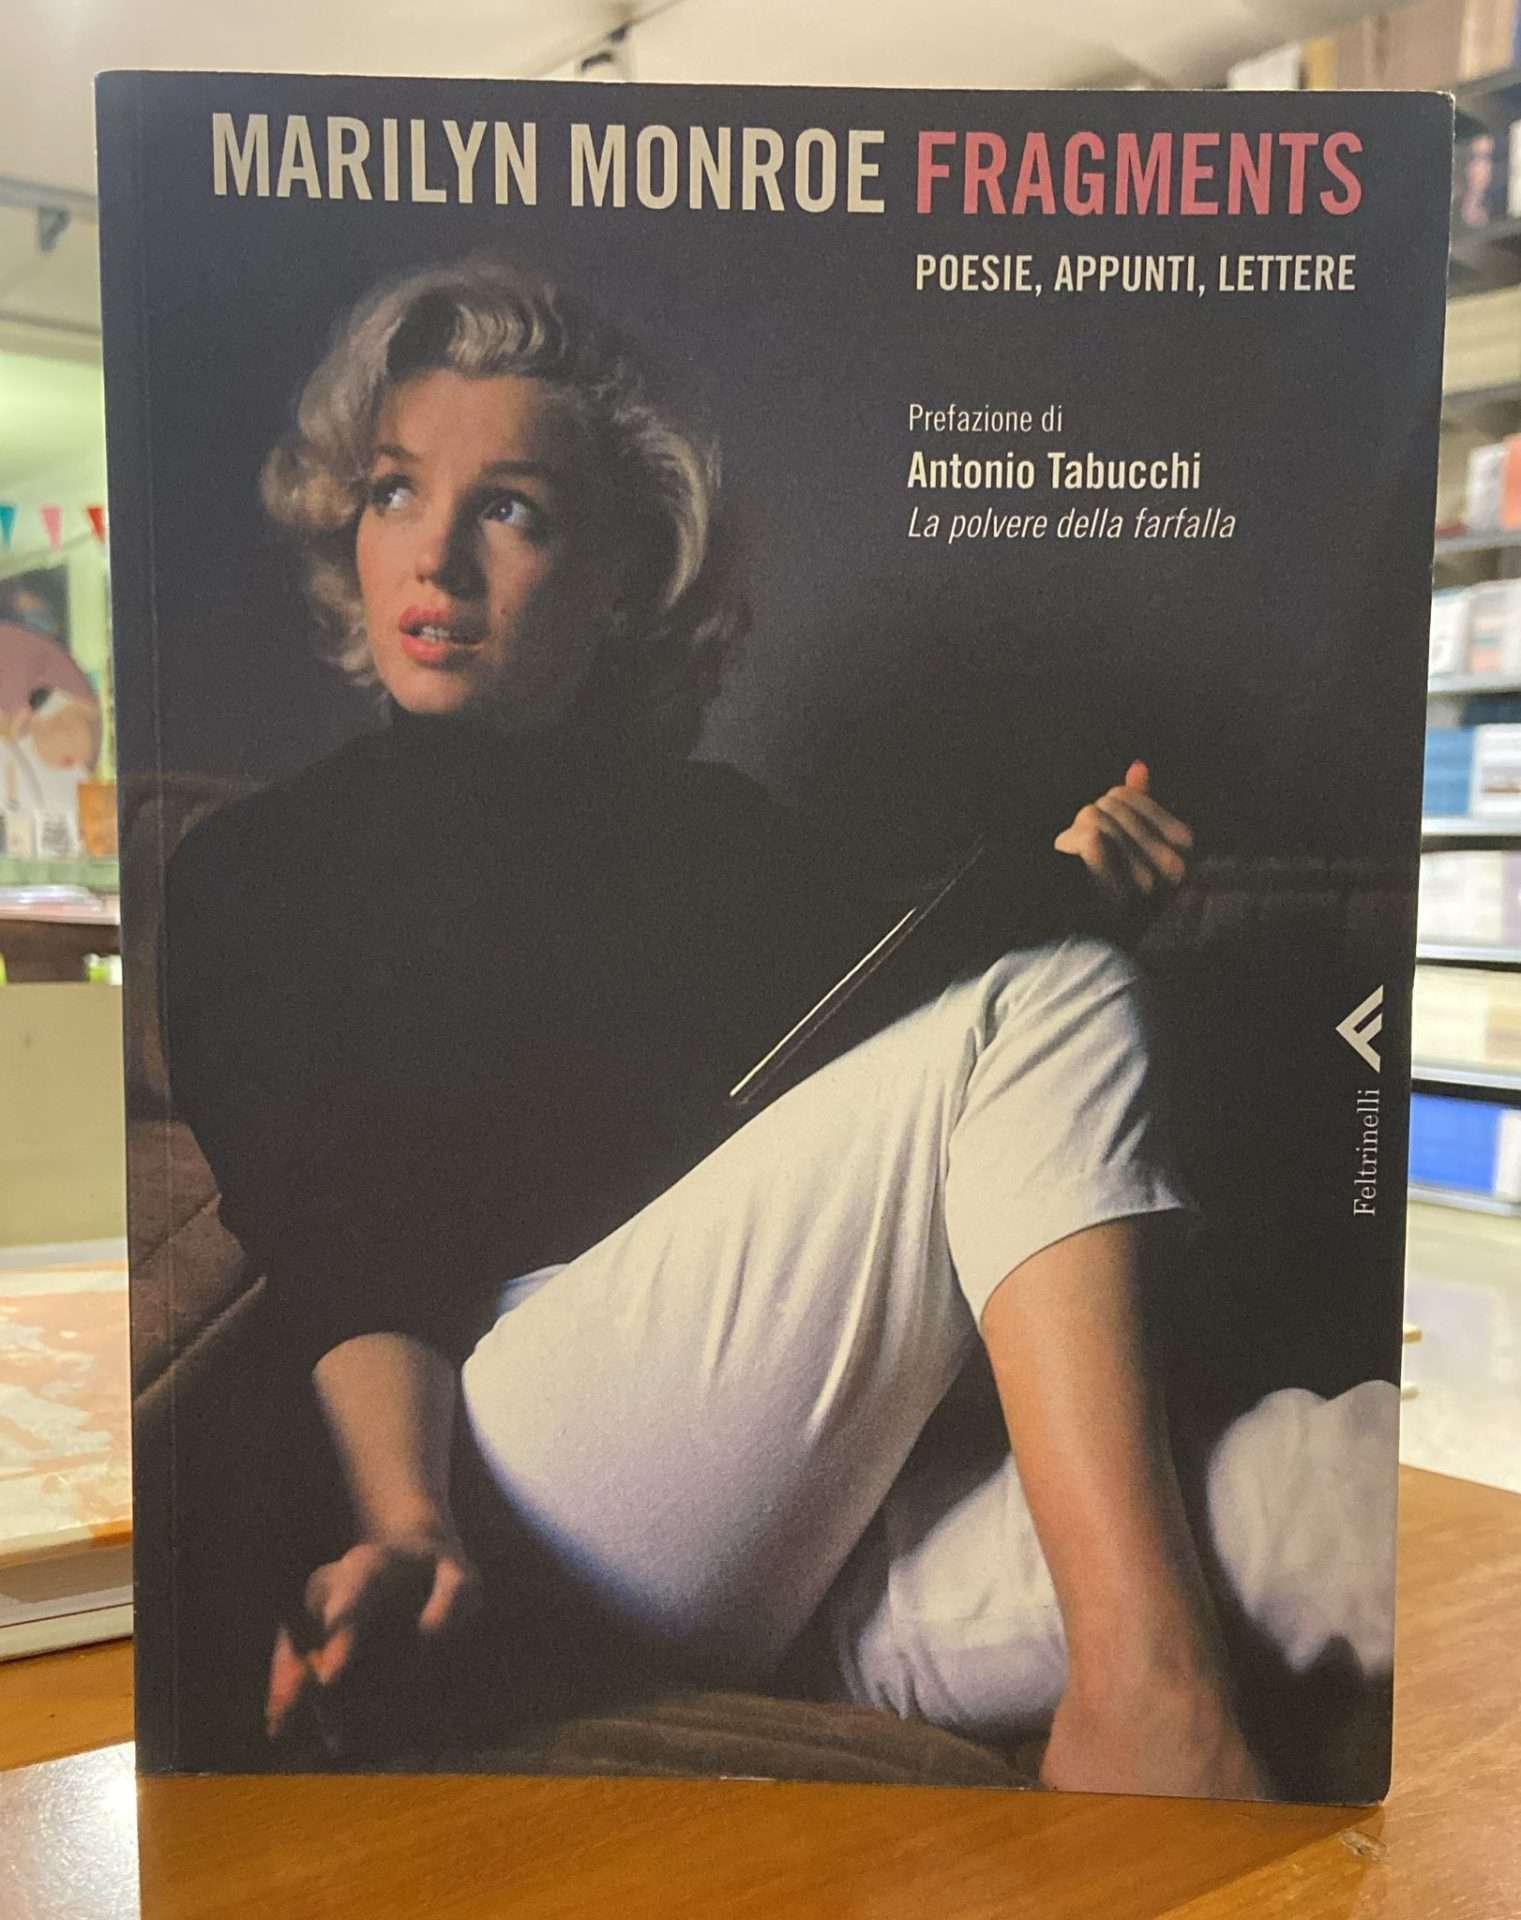 MARILYN MONROE FRAGMENTS
POESIE, APPUNTI, LETTERE
Prefazione di
Antonio Tabucchi
La polvere della farfalla
Feltrinelli